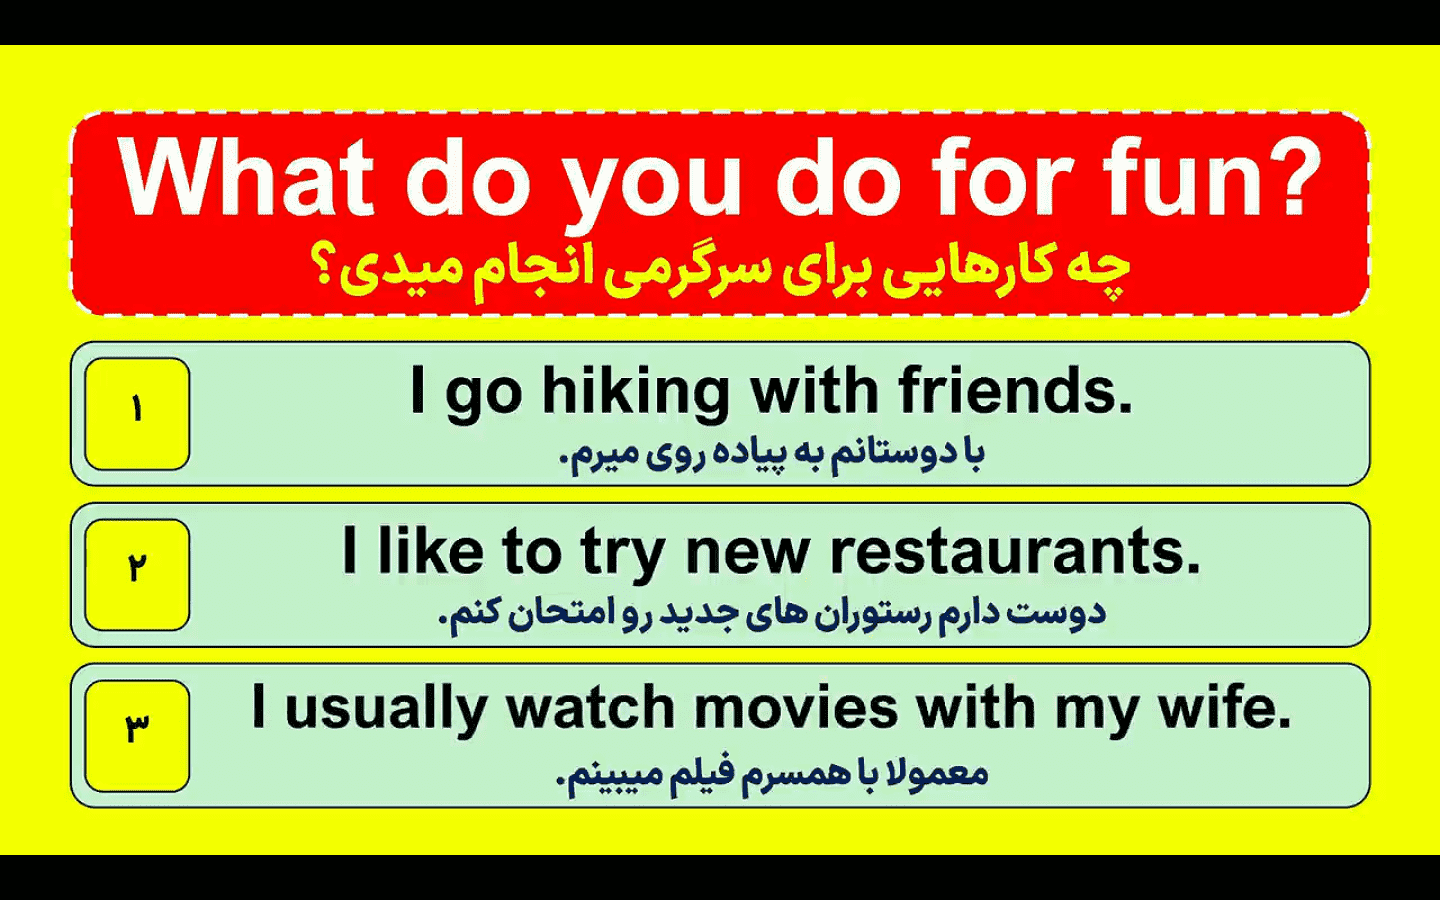 What do you do for fun?
چه کارهایی برای سرگرمی انجام میدی؟
۱
I go hiking with friends.
با دوستانم به پیاده روی میرم.
۲
I like to try new restaurants.
دوست دارم رستوران های جدید رو امتحان کنم.
۳
I usually watch movies with my wife.
معمولا با همسرم فیلم میبینم.